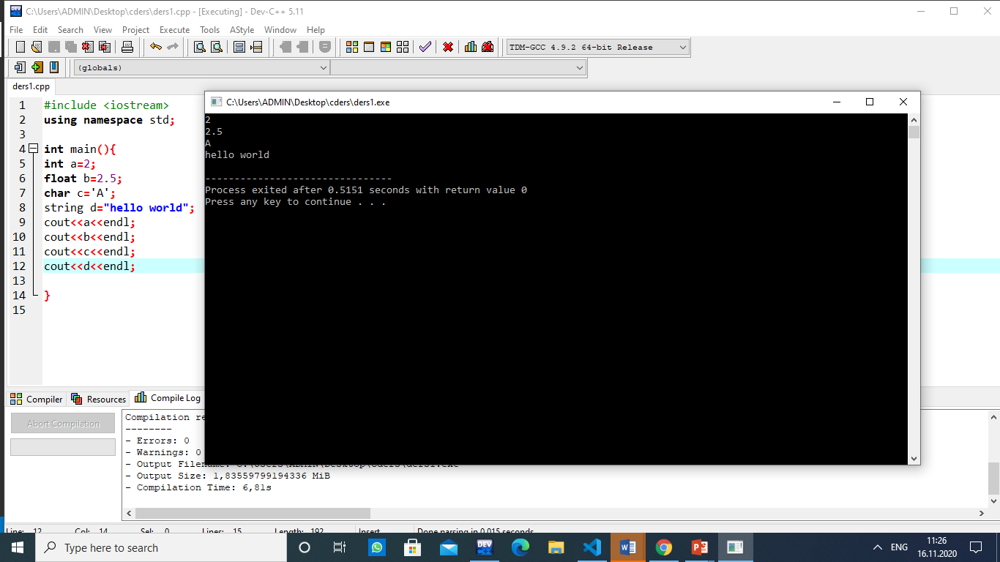 C:\Users\ADMIN\Desktop\cders\ders1.cpp - [Executing] - Dev-C++ 5.11
File Edit Search View Project Execute Tools AStyle Window Help
TDM-GCC 4.9.2 64-bit Release
(globals)
ders1.cpp
1 #include <iostream>
2 using namespace std;
3
4 int main(){
5 int a=2;
6 float b=2.5;
7 char c='A';
8 string d="hello world";
9 cout<<a<<endl;
10 cout<<b<<endl;
11 cout<<c<<endl;
12 cout<<d<<endl;
13
14 }
15
C:\Users\ADMIN\Desktop\cders\ders1.exe
2
2.5
A
hello world
--------------------------------
Process exited after 0.5151 seconds with return value 0
Press any key to continue . . .
Compiler Resources Compile Log
Abort Compilation
Compilation re
--------
- Errors: 0
- Warnings: 0
- Output Filename: C:\Users\ADMIN\Desktop\cders\ders1.exe
- Output Size: 1,83559799194336 MiB
- Compilation Time: 6,81s
Line: 12 Col: 14 Sel: 0 Lines: 15 Length: 192 Insert Done parsing in 0.015 seconds
Type here to search
DEV
ENG
11:26
16.11.2020